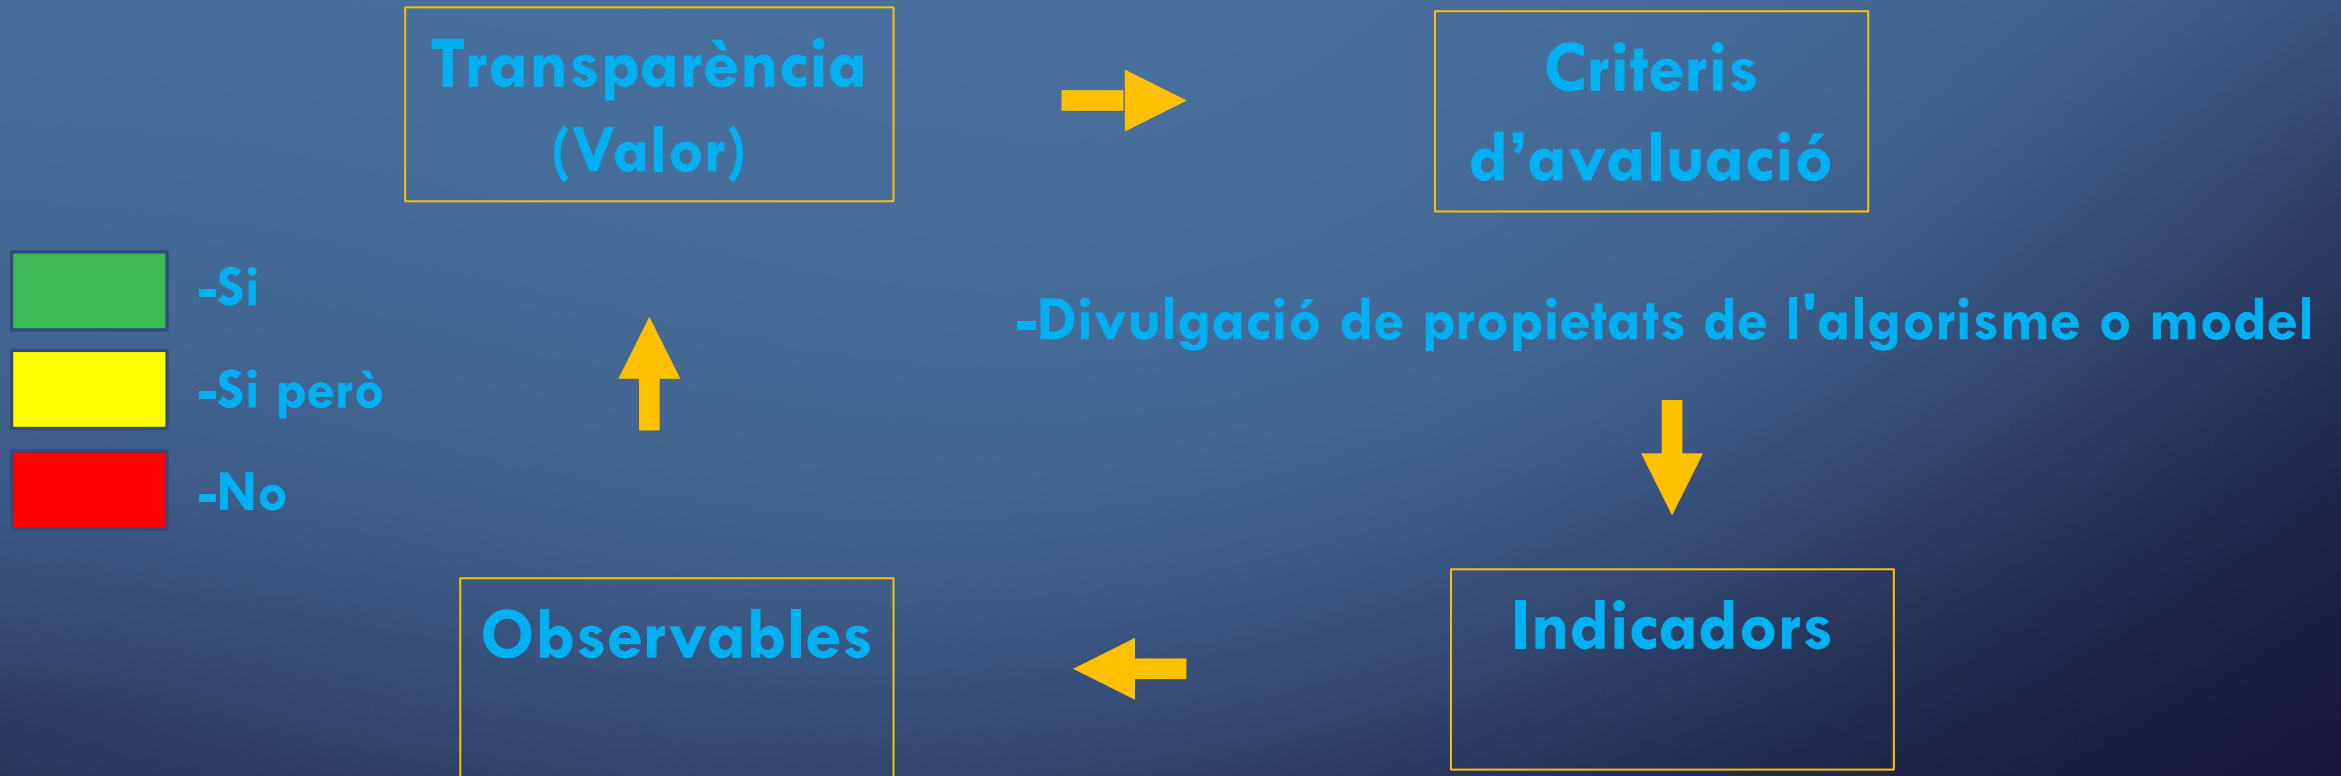 Transparència
(Valor)
Criteris
d’avaluació
-Si
-Si però
-No
-Divulgació de propietats de l'algorisme o model
Observables
Indicadors